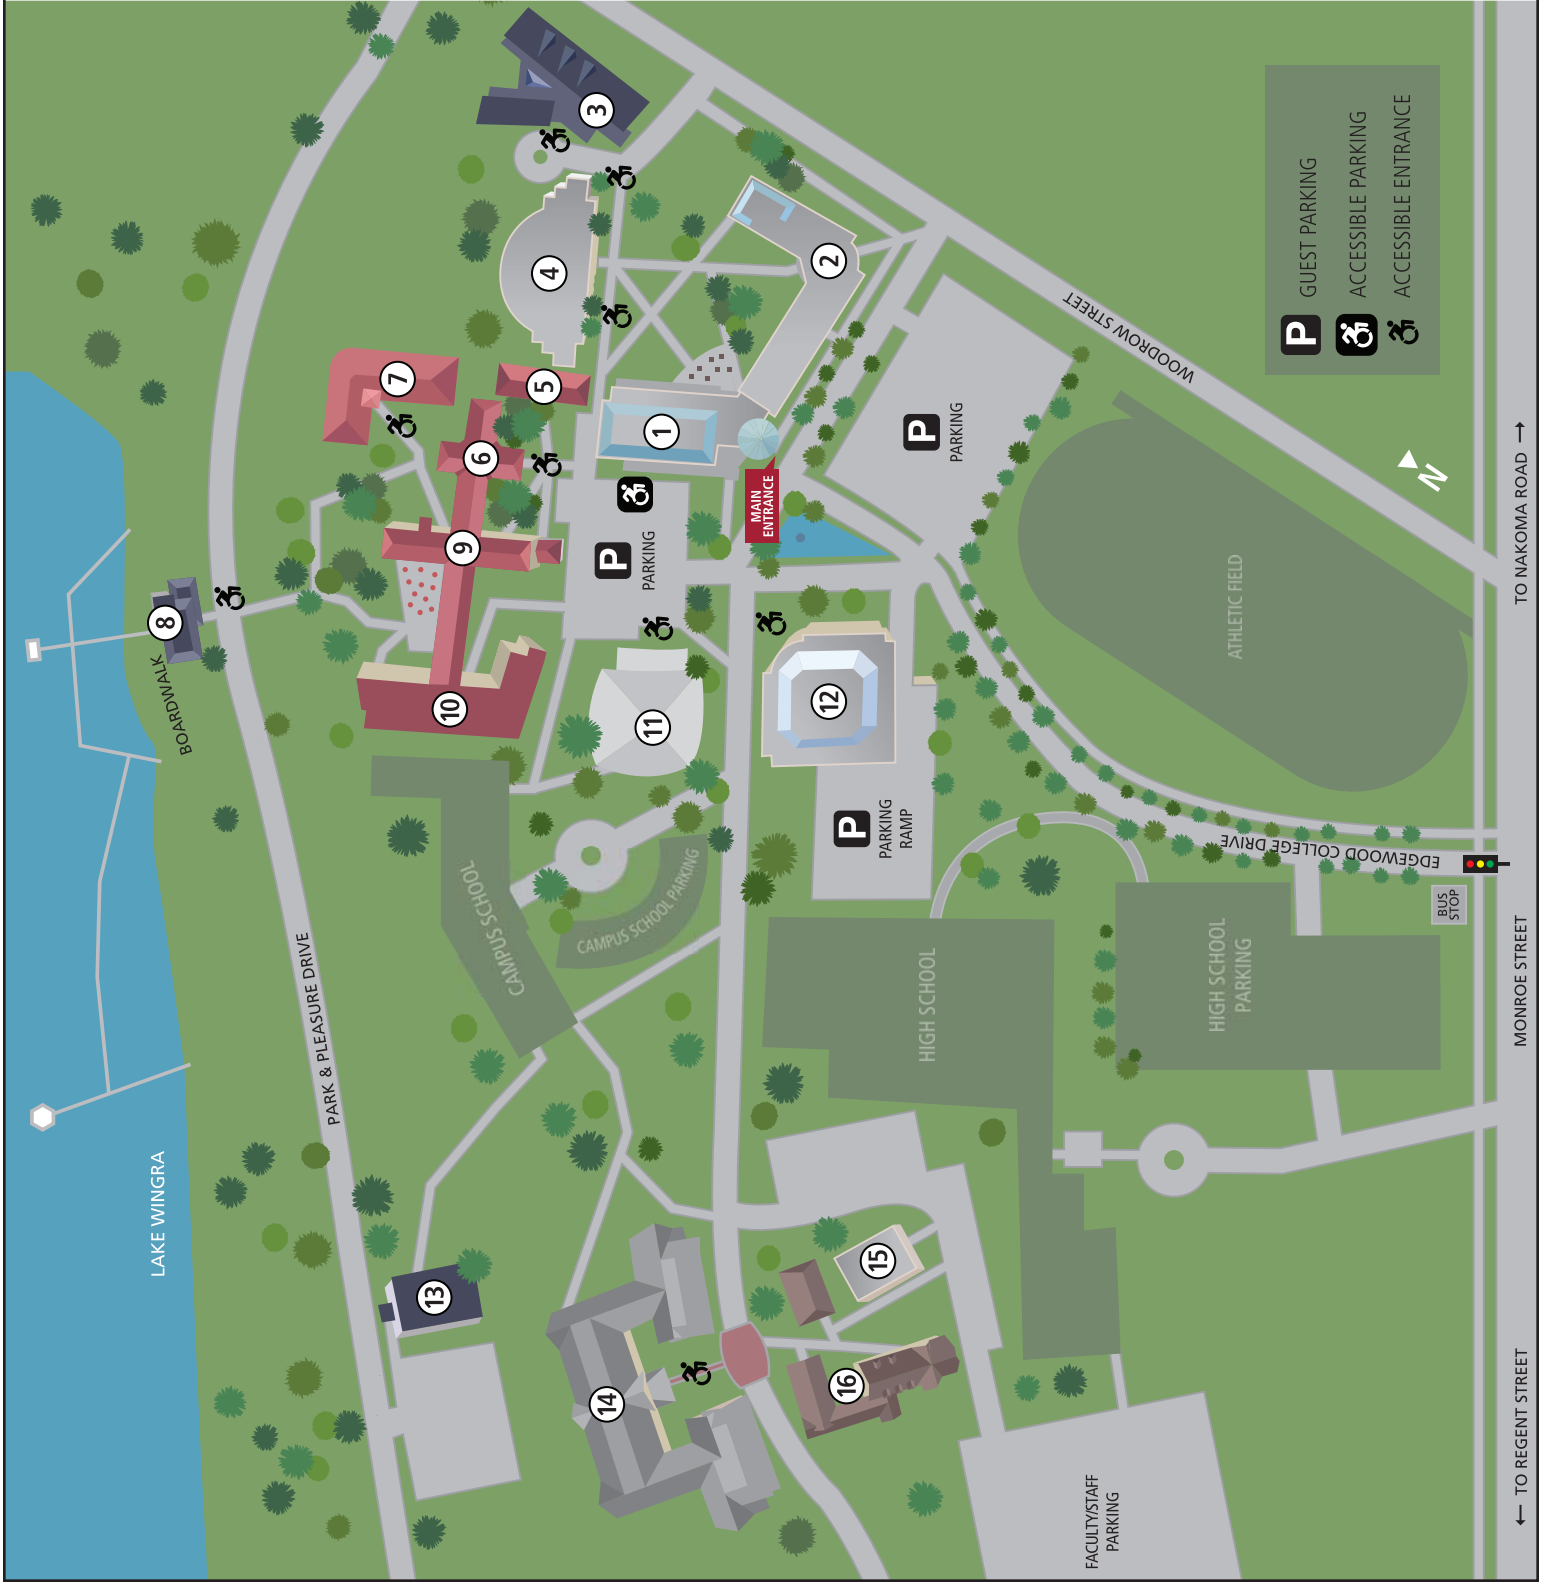 LAKE WINGRA
BOARDWALK
PARK & PLEASURE DRIVE
1
2
3
4
5
6
7
8
9
10
11
12
13
14
15
16
P
PARKING
P
PARKING
P
PARKING
RAMP
MAIN
ENTRANCE
CAMPUS SCHOOL
CAMPUS SCHOOL PARKING
HIGH SCHOOL
HIGH SCHOOL
PARKING
ATHLETIC FIELD
WOODROW STREET
EDGEWOOD COLLEGE DRIVE
BUS
STOP
FACULTY/STAFF
PARKING
← TO REGENT STREET
MONROE STREET
TO NAKOMA ROAD →
N
P GUEST PARKING
ACCESSIBLE PARKING
ACCESSIBLE ENTRANCE